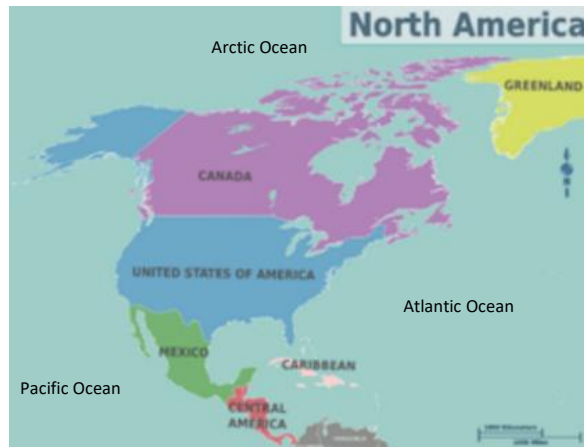 North America
Arctic Ocean
GREENLAND
CANADA
N
UNITED STATES OF AMERICA
Atlantic Ocean
MEXICO
CARIBBEAN
Pacific Ocean
CENTRAL
AMERICA